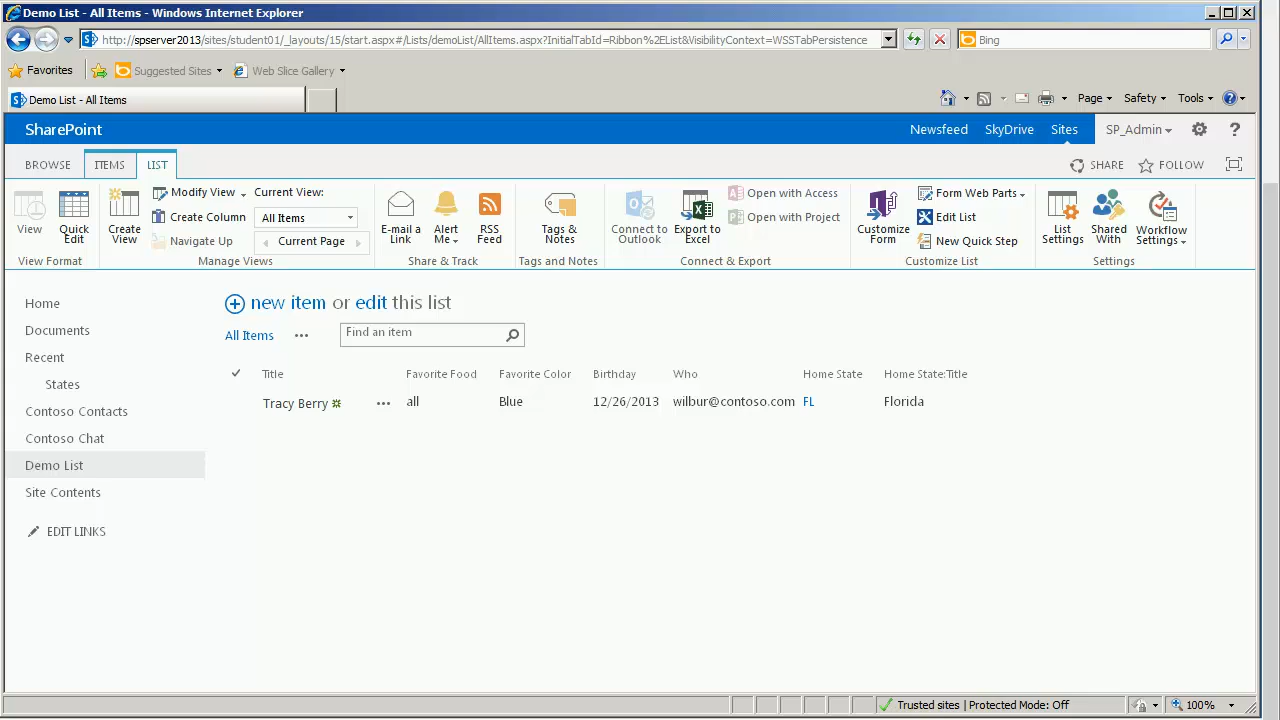 Demo List - All Items - Windows Internet Explorer
http://spserver2013/sites/student01/_layouts/15/start.aspx#/Lists/demoList/AllItems.aspx?InitialTabId=Ribbon%2EList&VisibilityContext=WSSTabPersistence
Bing
Favorites
Suggested Sites
Web Slice Gallery
Demo List - All Items
Page
Safety
Tools
SharePoint
Newsfeed
SkyDrive
Sites
SP_Admin
BROWSE
ITEMS
LIST
SHARE
FOLLOW
View
Quick
Edit
View Format
Create
View
Modify View
Create Column
Navigate Up
Current View:
All Items
Current Page
Manage Views
E-mail a
Link
Alert
Me
RSS
Feed
Share & Track
Tags &
Notes
Tags and Notes
Connect to
Outlook
Export to
Excel
Open with Access
Open with Project
Connect & Export
Customize
Form
Form Web Parts
Edit List
New Quick Step
Customize List
List
Settings
Shared
With
Workflow
Settings
Settings
Home
Documents
Recent
States
Contoso Contacts
Contoso Chat
Demo List
Site Contents
EDIT LINKS
new item or edit this list
All Items
Find an item
Title Favorite Food Favorite Color Birthday Who Home State Home State:Title
Tracy Berry all Blue 12/26/2013 wilbur@contoso.com FL Florida
Trusted sites | Protected Mode: Off
100%